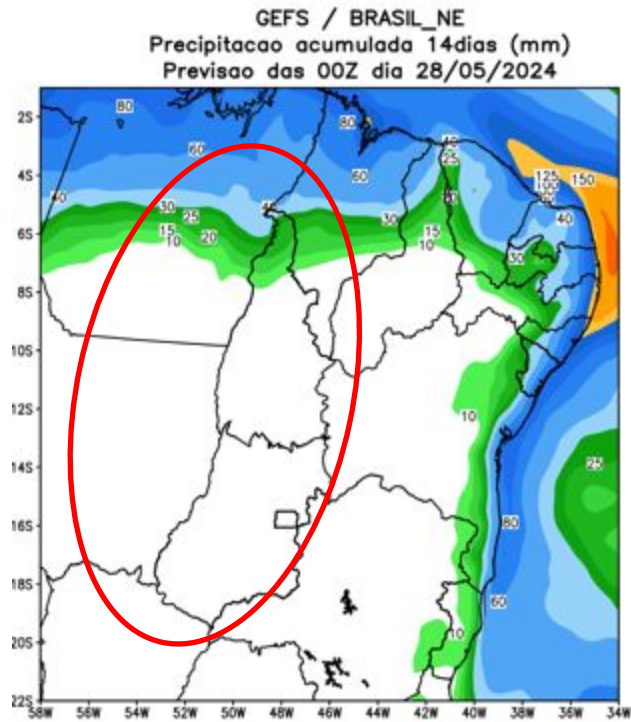 GEFS / BRASIL_NE
Precipitacao acumulada 14dias (mm)
Previsao das 00Z dia 28/05/2024
2S
80
80
40
60
60
25
125
150
4S
100
40
40
30
25
30
15
6S
15
20
10
10
30
8S
10S
12S
10
14S
25
16S
80
18S
60
20S
10
22S
58W 56W 54W 52W 50W 48W 46W 44W 42W 40W 38W 36W 34W